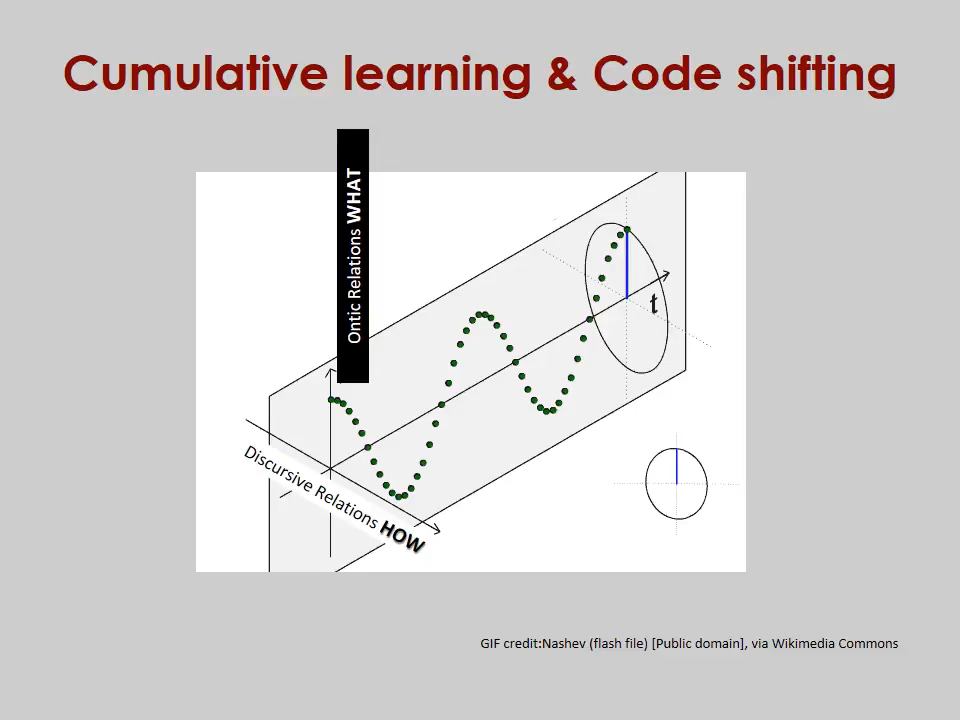 Cumulative learning & Code shifting
Ontic Relations WHAT
t
Discursive Relations HOW
GIF credit:Nashev (flash file) [Public domain], via Wikimedia Commons